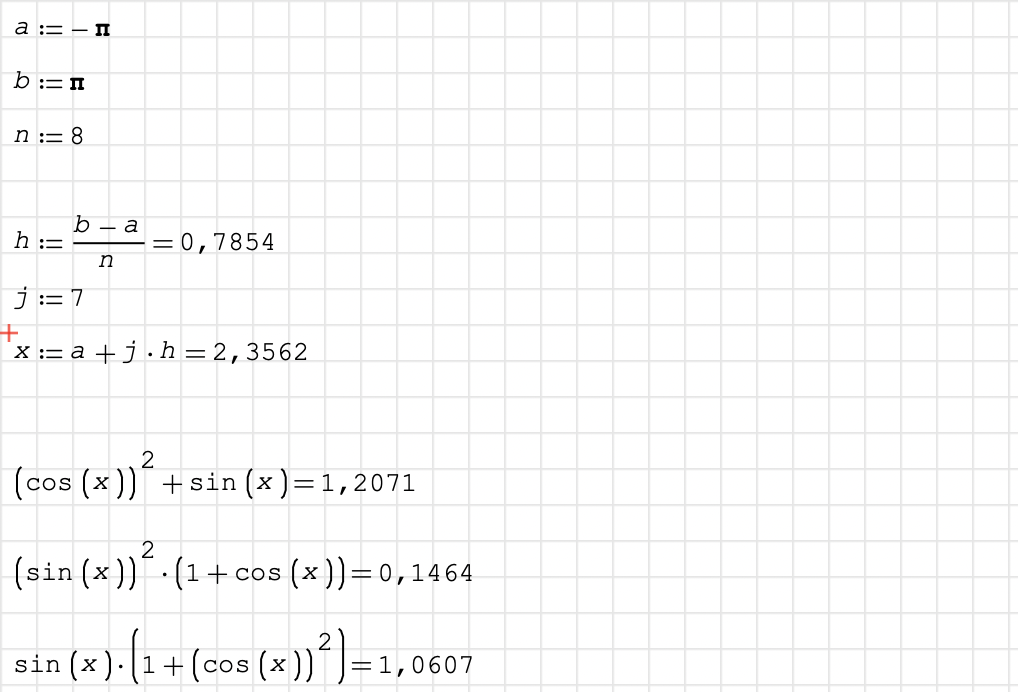 a := - π
b := π
n := 8
h := (b - a)/n = 0,7854
j := 7
x := a + j · h = 2,3562
(cos (x))² + sin (x) = 1,2071
(sin (x))² · (1 + cos (x)) = 0,1464
sin (x) · (1 + (cos (x))²) = 1,0607